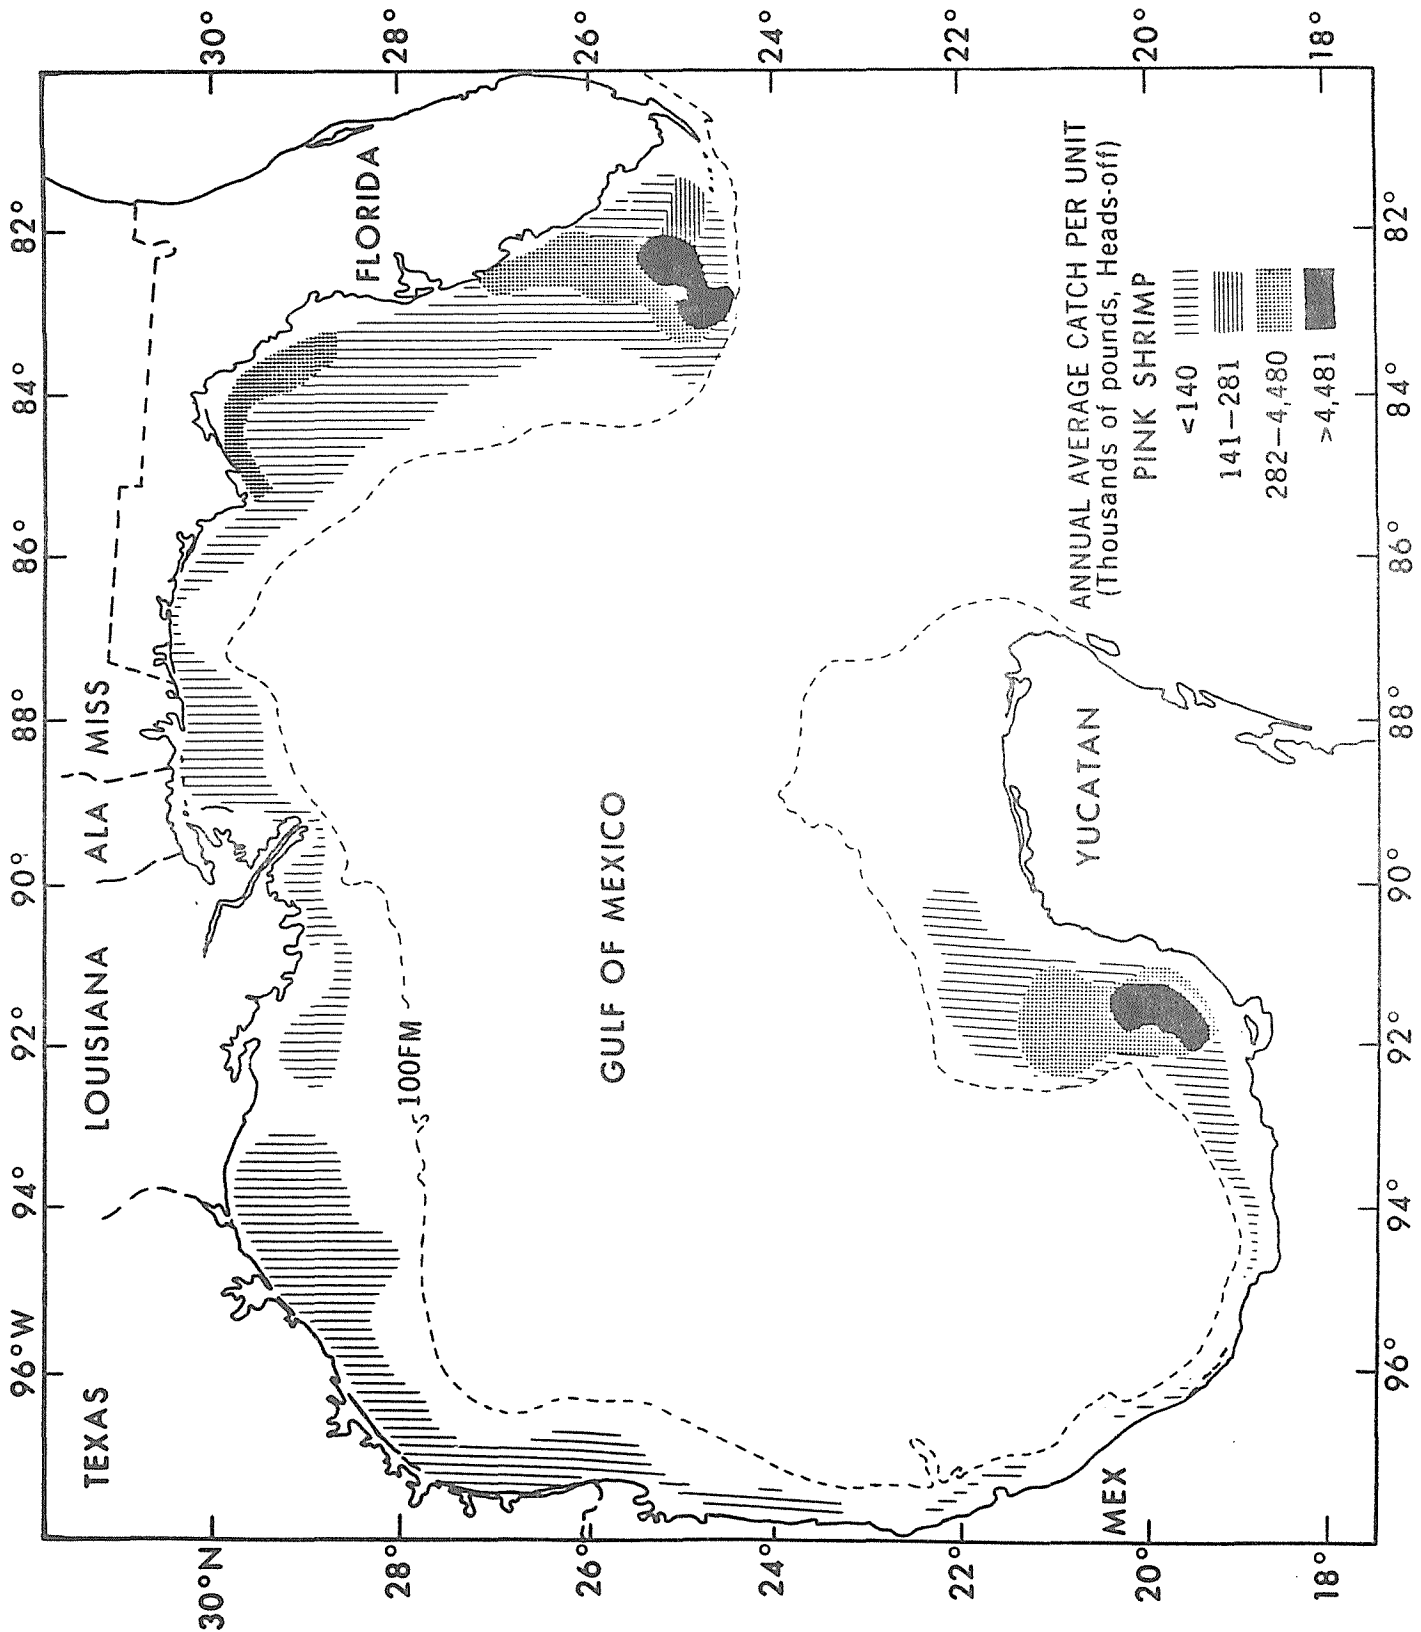 96°W 94° 92° 90° 88° 86° 84° 82°
TEXAS LOUISIANA ALA MISS
30°N 30°
FLORIDA
28° 100FM 28°
26° GULF OF MEXICO 26°
24° 24°
22° 22°
YUCATAN
MEX
ANNUAL AVERAGE CATCH PER UNIT
(Thousands of pounds, Heads-off)
PINK SHRIMP
20° 20°
<140
141–281
282–4,480
>4,481
18° 18°
96° 94° 92° 90° 88° 86° 84° 82°